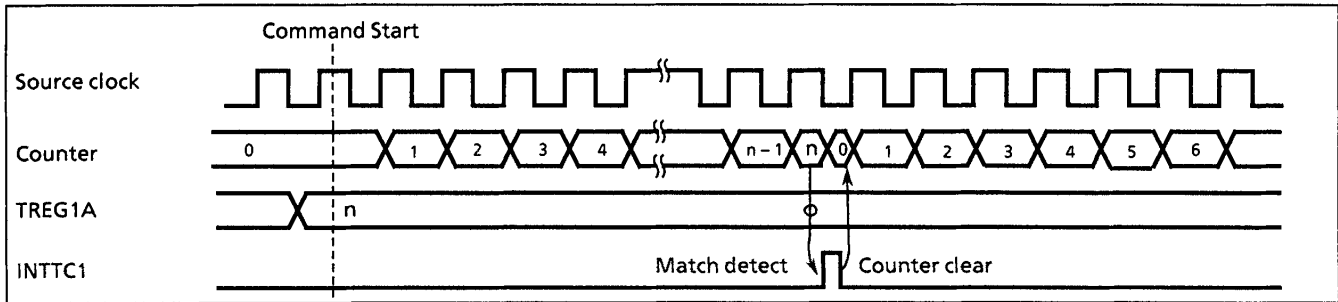 Command Start
Source clock
Counter 0 1 2 3 4 n−1 n 0 1 2 3 4 5 6
TREG1A n
INTTC1 Match detect Counter clear